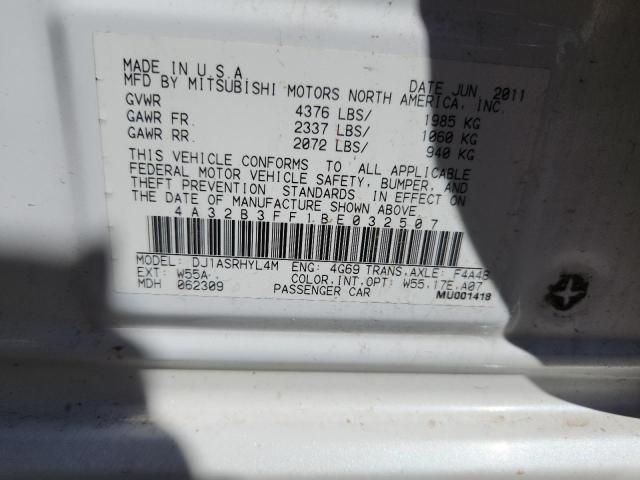 MADE IN U.S.A. DATE JUN. 2011
MFD BY MITSUBISHI MOTORS NORTH AMERICA, INC.
GVWR 4376 LBS/ 1985 KG
GAWR FR. 2337 LBS/ 1060 KG
GAWR RR. 2072 LBS/ 940 KG
THIS VEHICLE CONFORMS TO ALL APPLICABLE
FEDERAL MOTOR VEHICLE SAFETY, BUMPER, AND
THEFT PREVENTION STANDARDS IN EFFECT ON
THE DATE OF MANUFACTURE SHOWN ABOVE
4A32B3FF1BE032507
MODEL: DJ1ASRHYL4M ENG: 4G69 TRANS.AXLE: F4A4B
EXT: W55A COLOR.INT.OPT: W55.17E.A07
MDH 062309 PASSENGER CAR MU001418